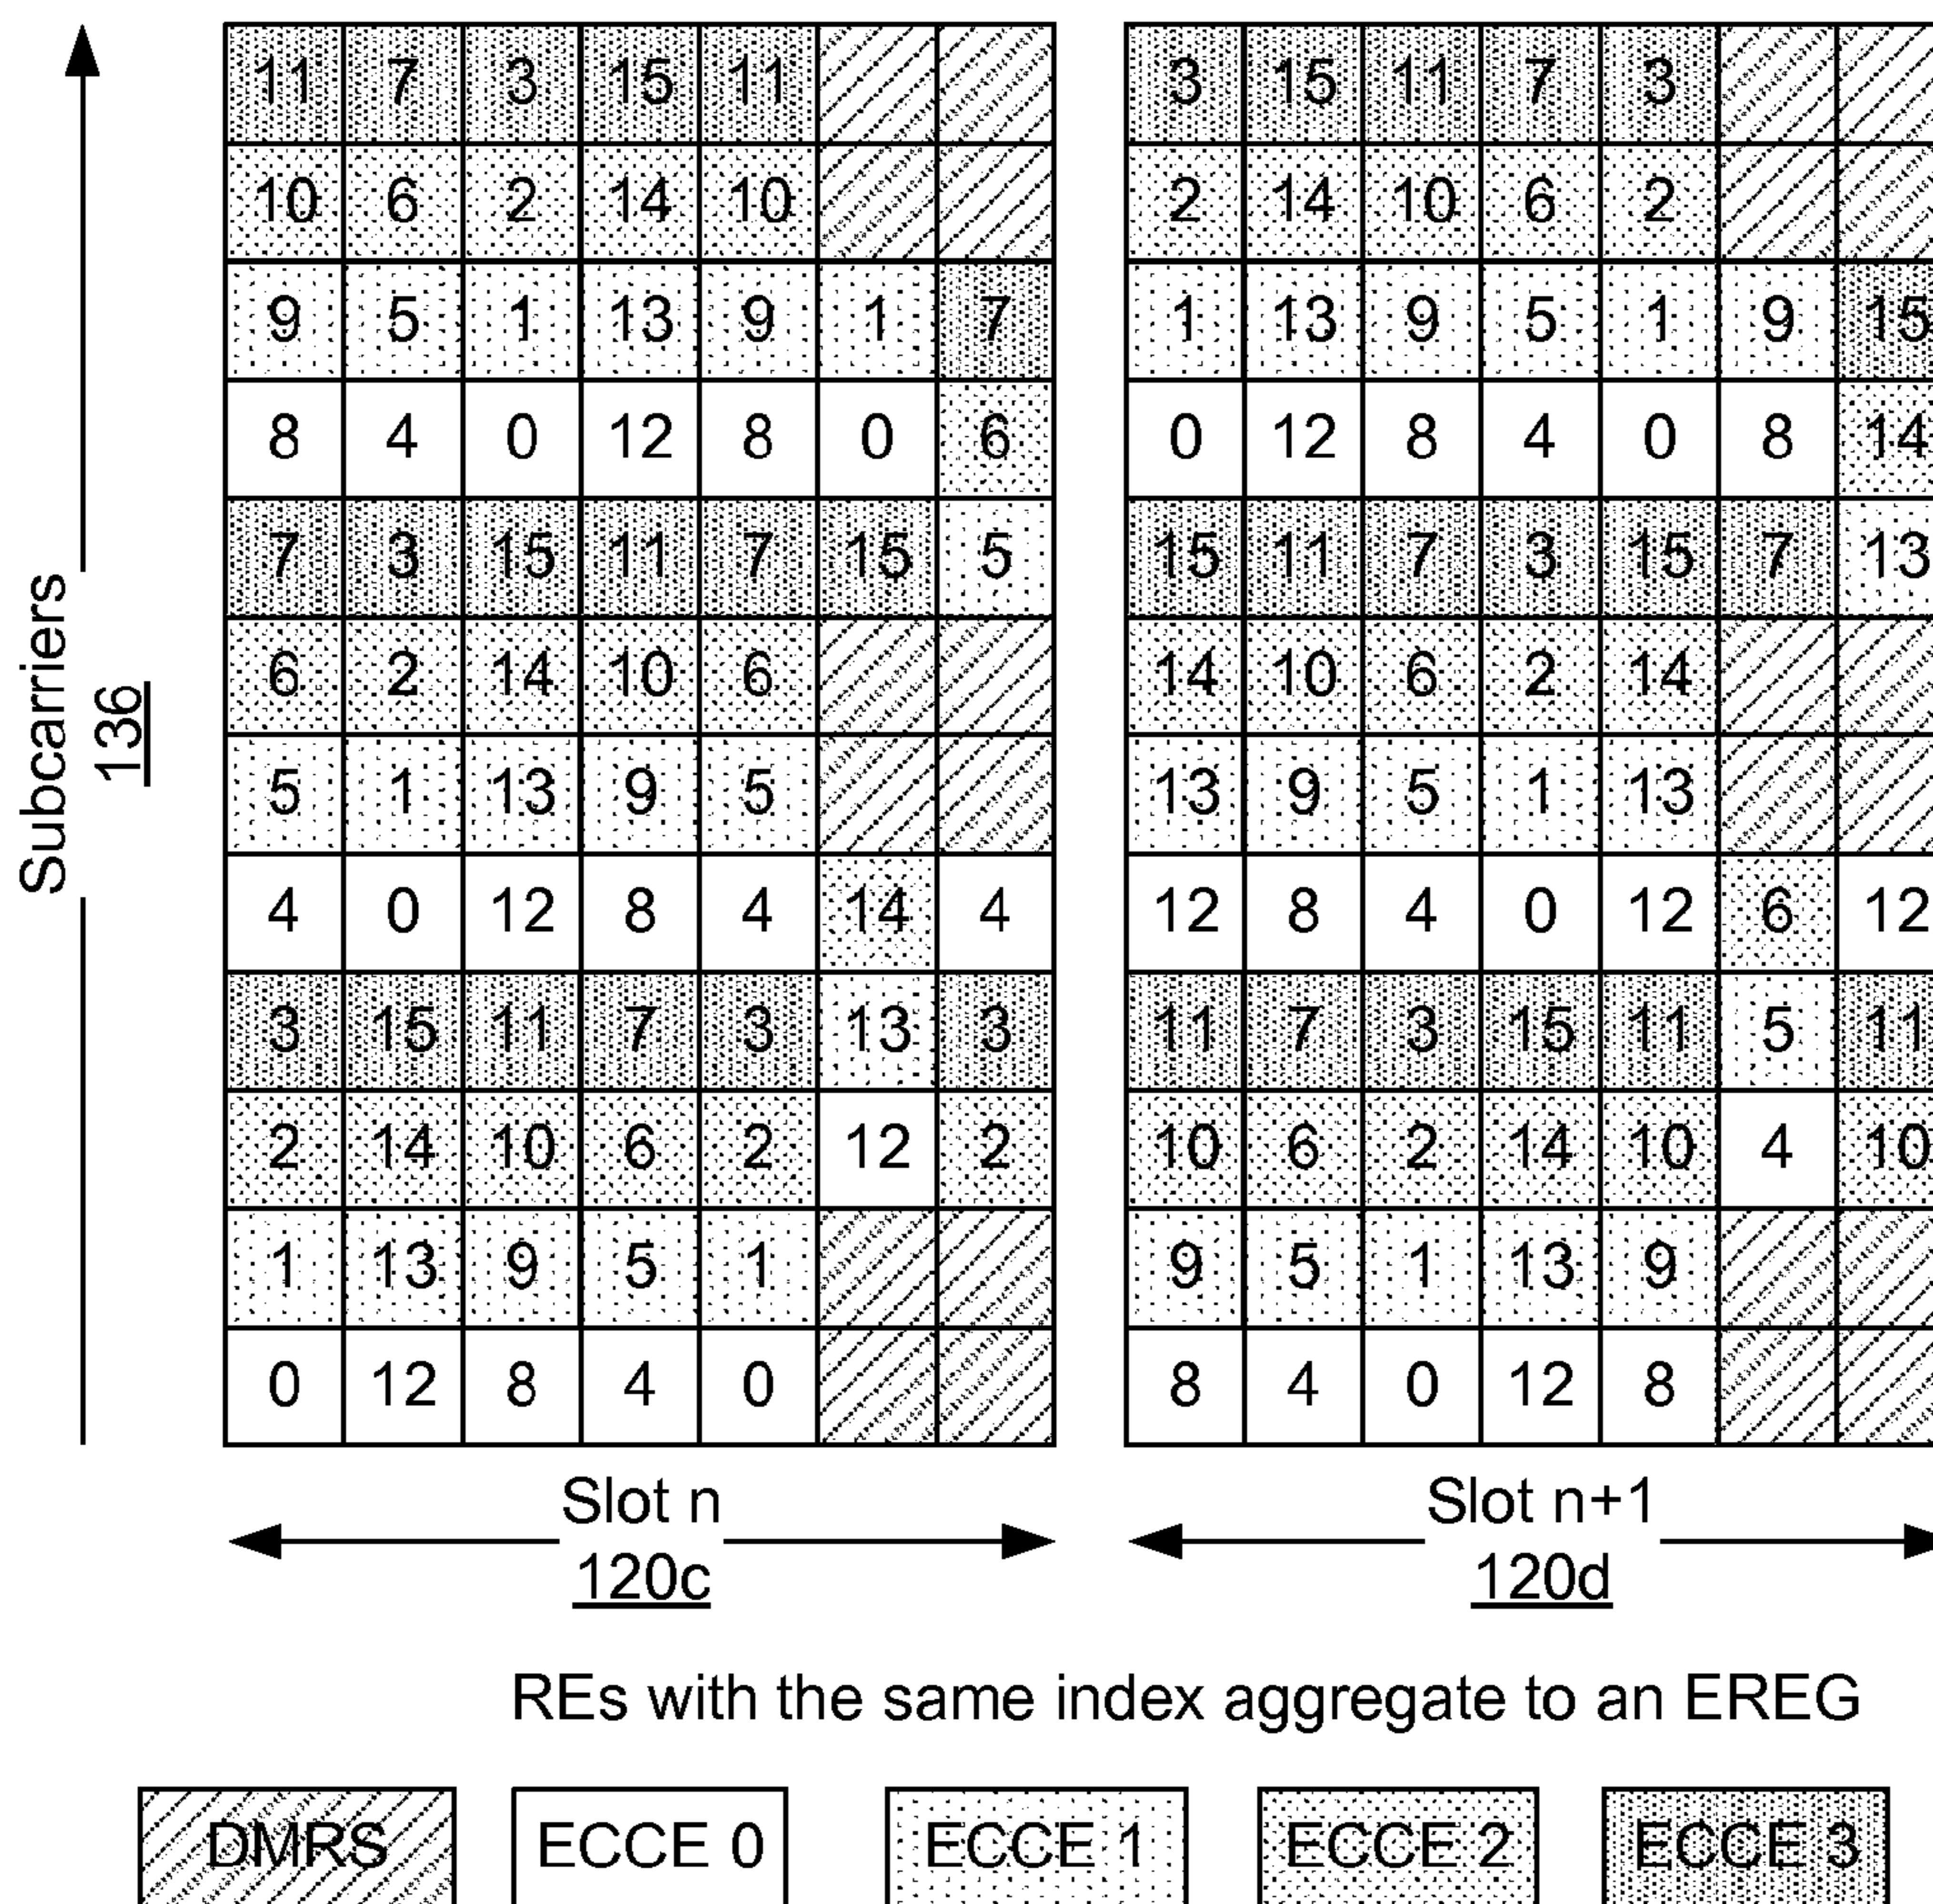 11 7 3 15 11 3 15 11 7 3
10 6 2 14 10 2 14 10 6 2
9 5 1 13 9 1 7 1 13 9 5 1 9 15
8 4 0 12 8 0 6 0 12 8 4 0 8 14
7 3 15 11 7 15 5 15 11 7 3 15 7 13
6 2 14 10 6 14 10 6 2 14
5 1 13 9 5 13 9 5 1 13
4 0 12 8 4 14 4 12 8 4 0 12 6 12
3 15 11 7 3 13 3 11 7 3 15 11 5 11
2 14 10 6 2 12 2 10 6 2 14 10 4 10
1 13 9 5 1 9 5 1 13 9
0 12 8 4 0 8 4 0 12 8
Subcarriers
136
Slot n
120c
Slot n+1
120d
REs with the same index aggregate to an EREG
DMRS
ECCE 0
ECCE 1
ECCE 2
ECCE 3